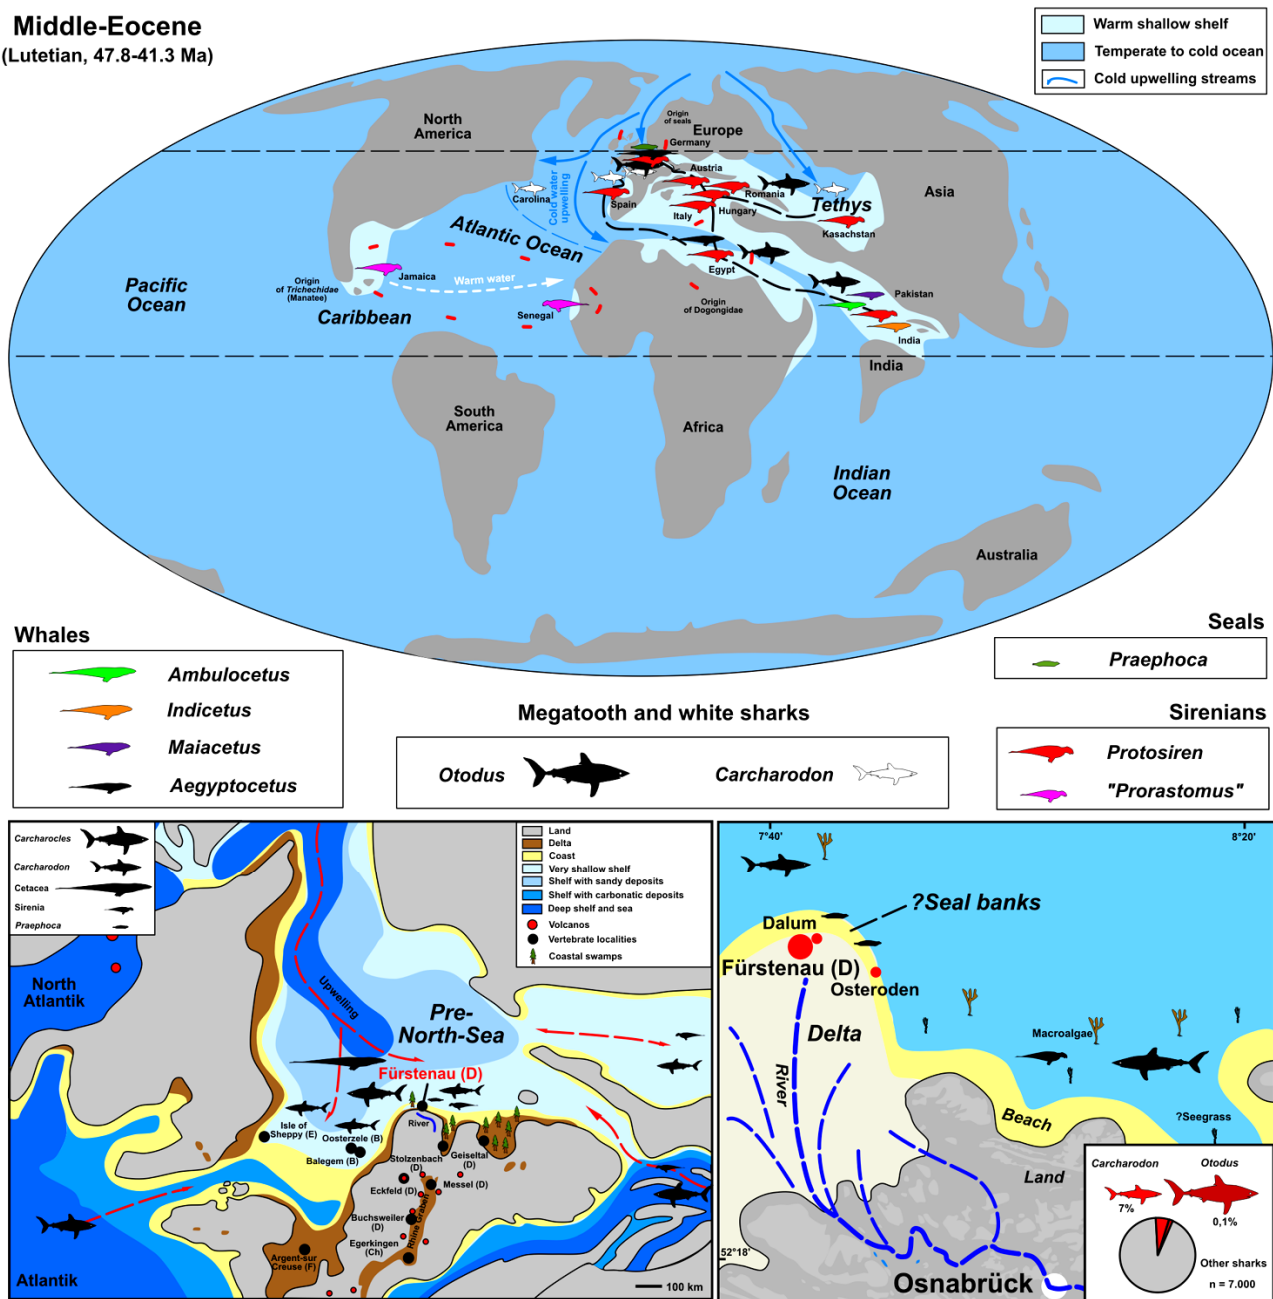 Middle-Eocene
(Lutetian, 47.8-41.3 Ma)
Warm shallow shelf
Temperate to cold ocean
Cold upwelling streams
North
America
Origin
of seals
Europe
Germany
Austria
Asia
Carolina
Cold water
upwelling
Spain
Romania
Tethys
Italy
Hungary
Kasachstan
Atlantic Ocean
Egypt
Pacific
Ocean
Jamaica
Origin
of Trichechidae
(Manatee)
Warm water
Caribbean
Senegal
Origin
of Dogongidae
Pakistan
India
India
South
America
Africa
Indian
Ocean
Australia
Whales
Ambulocetus
Indicetus
Maiacetus
Aegyptocetus
Megatooth and white sharks
Otodus
Carcharodon
Seals
Praephoca
Sirenians
Protosiren
"Prorastomus"
Carcharocles
Carcharodon
Cetacea
Sirenia
Praephoca
Land
Delta
Coast
Very shallow shelf
Shelf with sandy deposits
Shelf with carbonatic deposits
Deep shelf and sea
Volcanos
Vertebrate localities
Coastal swamps
North
Atlantik
Upwelling
Pre-
North-Sea
Fürstenau (D)
Isle of
Sheppy (E)
Oosterzele (B)
Balegem (B)
River
Stolzenbach
(D)
Geiseltal
(D)
Eckfeld (D)
Messel (D)
Buchsweiler
(D)
Rhine Graben
Egerkingen
(Ch)
Argent-sur
Creuse (F)
Atlantik
100 km
7°40'
8°20'
?Seal banks
Dalum
Fürstenau (D)
Osteroden
Delta
River
Macroalgae
?Seegrass
Beach
Land
52°18'
Osnabrück
Carcharodon
Otodus
7%
0,1%
Other sharks
n = 7.000